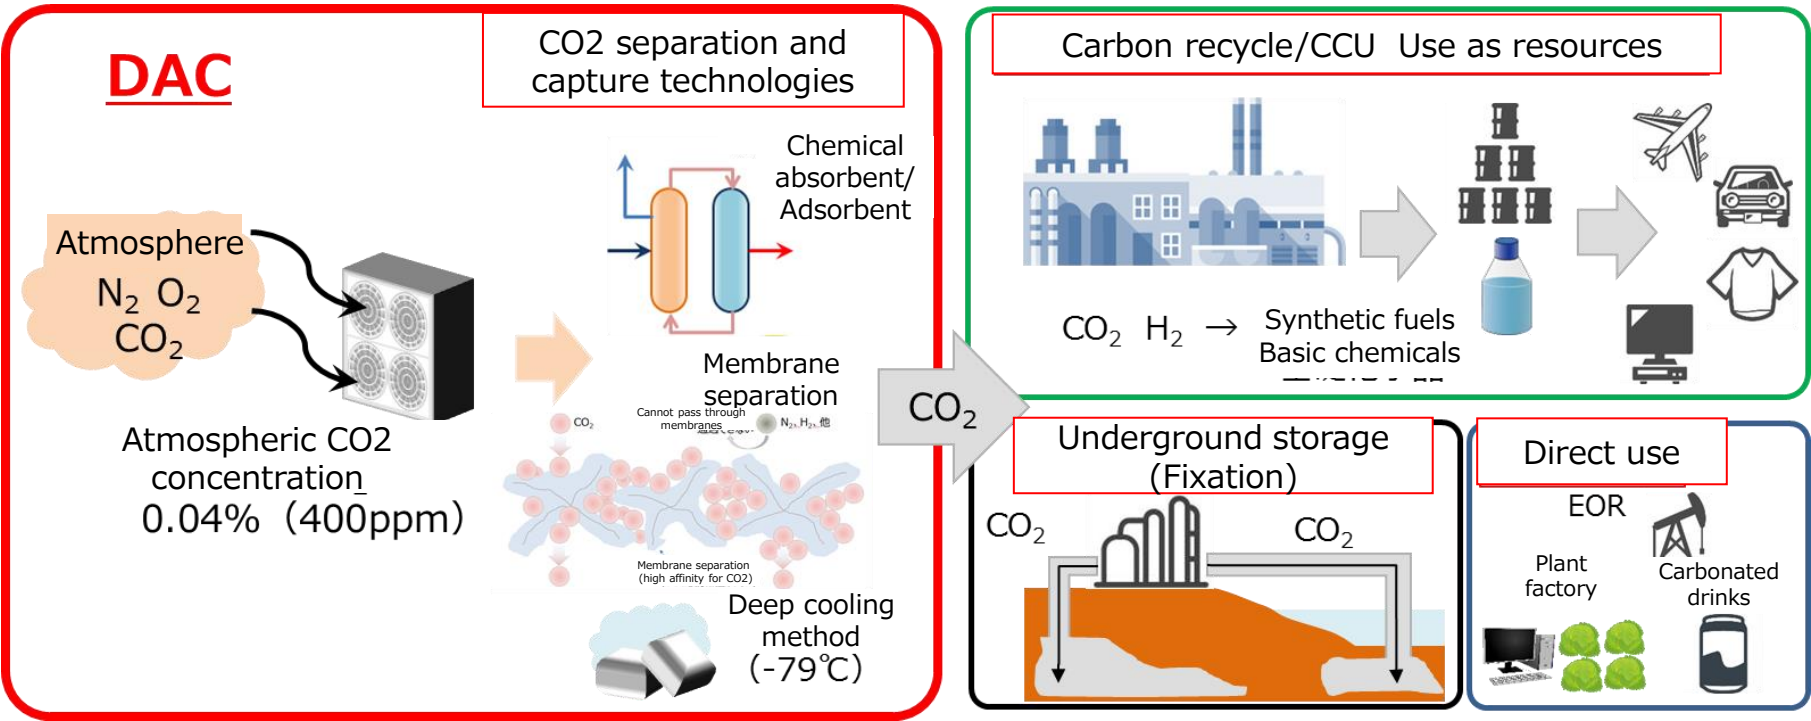 DAC
CO2 separation and
capture technologies
Atmosphere
N₂ O₂
CO₂
Atmospheric CO2
concentration
0.04%（400ppm）
Chemical
absorbent/
Adsorbent
Membrane
separation
CO₂
Cannot pass through
membranes
N₂、H₂、他
Membrane separation
(high affinity for CO2)
Deep cooling
method
（-79℃）
CO₂
Carbon recycle/CCU Use as resources
CO₂ H₂ →
Synthetic fuels
Basic chemicals
Underground storage
(Fixation)
CO₂
CO₂
Direct use
EOR
Plant
factory
Carbonated
drinks